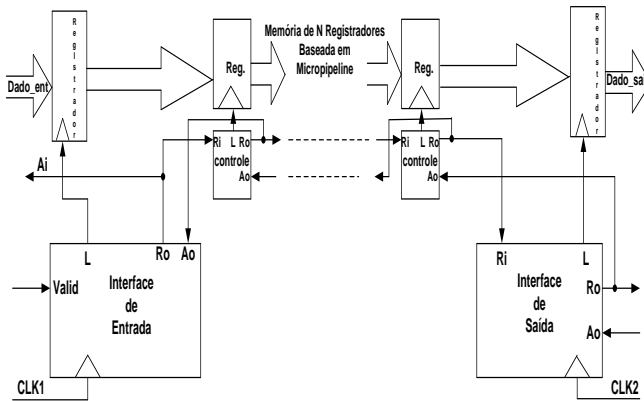 Registrador
Memória de N Registradores
Baseada em
Micropipeline
Registrador
Dado_ent
Reg.
Reg.
Dado_sai
Ri L Ro
controle
Ao
Ri L Ro
controle
Ao
Ai
L Ro Ao
Valid
Interface
de
Entrada
CLK1
Ri L
Ro
Interface
de
Saída
Ao
CLK2